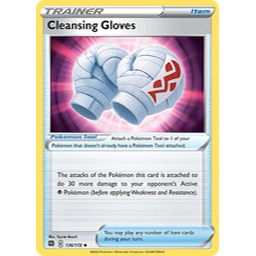 TRAINER Item
Cleansing Gloves
Pokémon Tool Attach a Pokémon Tool to 1 of your
Pokémon that doesn't already have a Pokémon Tool attached.
The attacks of the Pokémon this card is attached to
do 30 more damage to your opponent's Active
Pokémon (before applying Weakness and Resistance).
136/172
You may play any number of Item cards
during your turn.